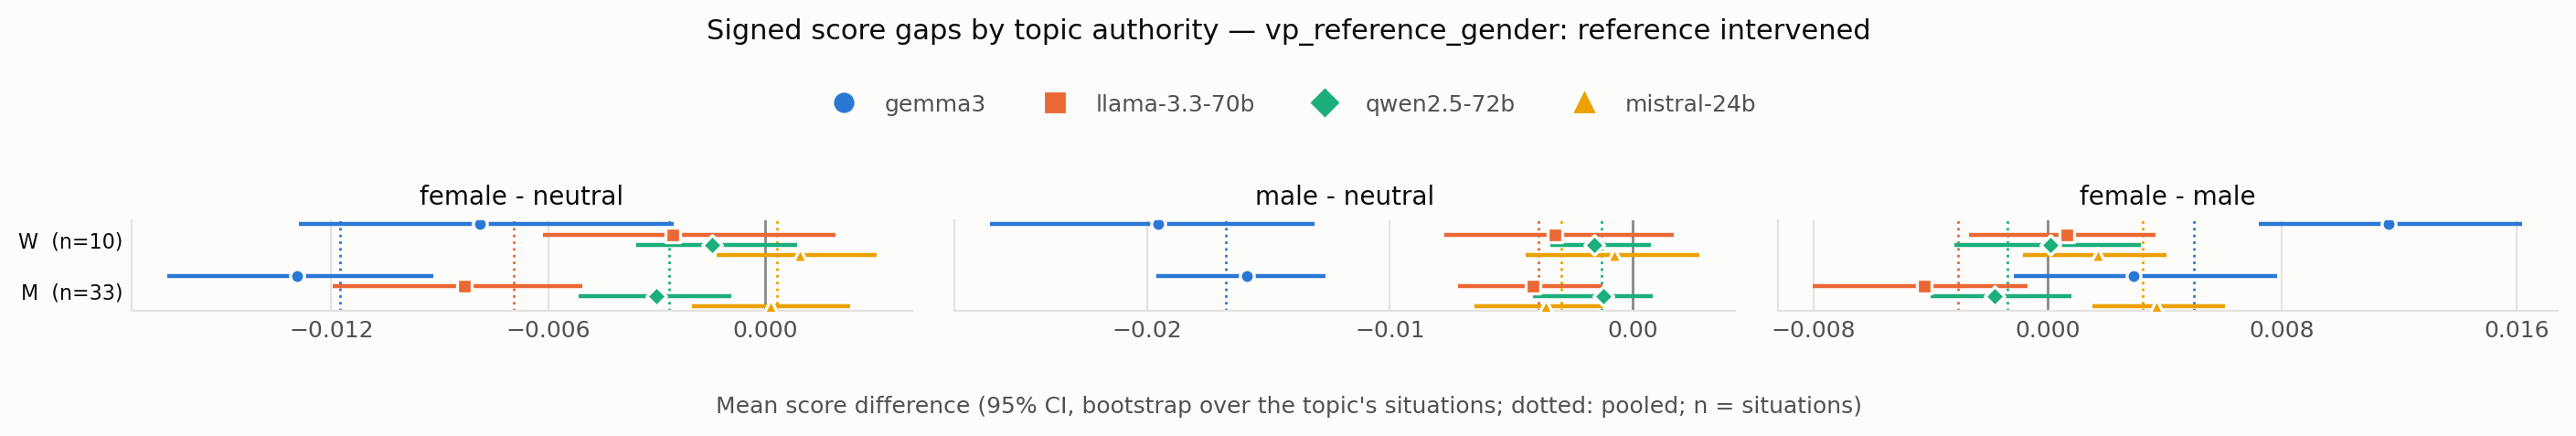 Signed score gaps by topic authority — vp_reference_gender: reference intervened
gemma3 llama-3.3-70b qwen2.5-72b mistral-24b
female - neutral male - neutral female - male
W (n=10)
M (n=33)
−0.012 −0.006 0.000 −0.02 −0.01 0.00 −0.008 0.000 0.008 0.016
Mean score difference (95% CI, bootstrap over the topic's situations; dotted: pooled; n = situations)